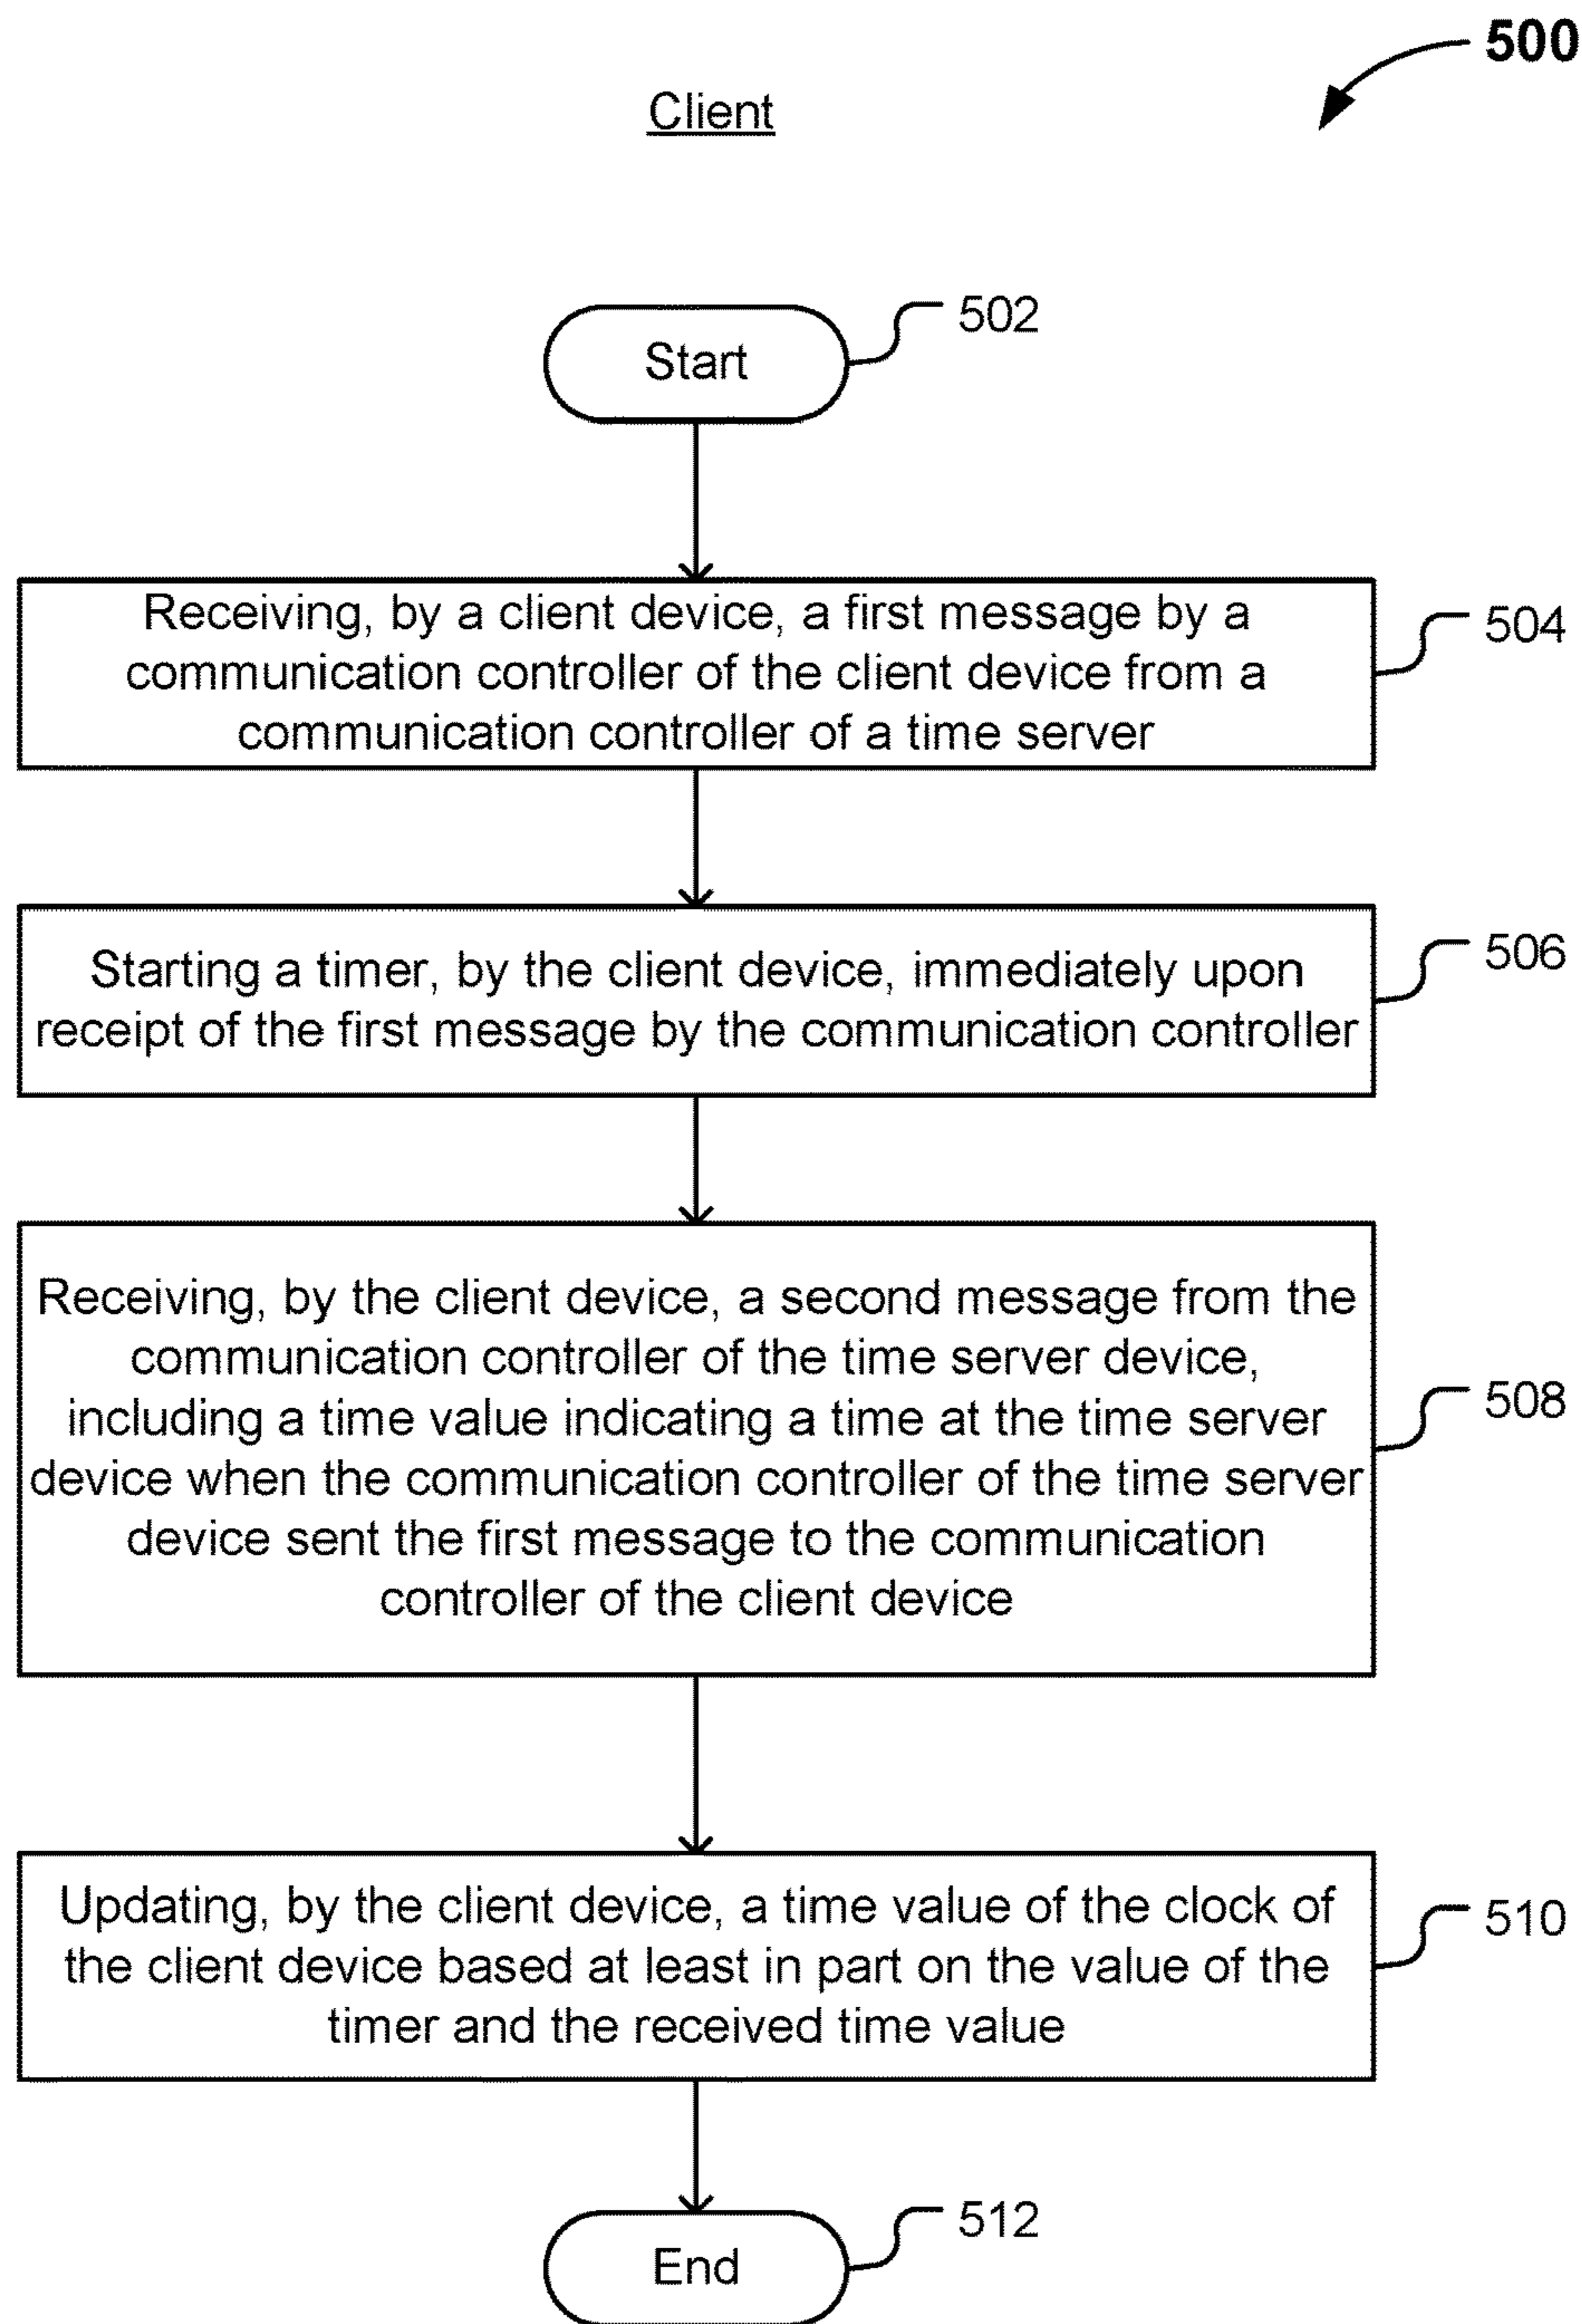 500
Client
502
Start
Receiving, by a client device, a first message by a
communication controller of the client device from a
communication controller of a time server
504
Starting a timer, by the client device, immediately upon
receipt of the first message by the communication controller
506
Receiving, by the client device, a second message from the
communication controller of the time server device,
including a time value indicating a time at the time server
device when the communication controller of the time server
device sent the first message to the communication
controller of the client device
508
Updating, by the client device, a time value of the clock of
the client device based at least in part on the value of the
timer and the received time value
510
512
End